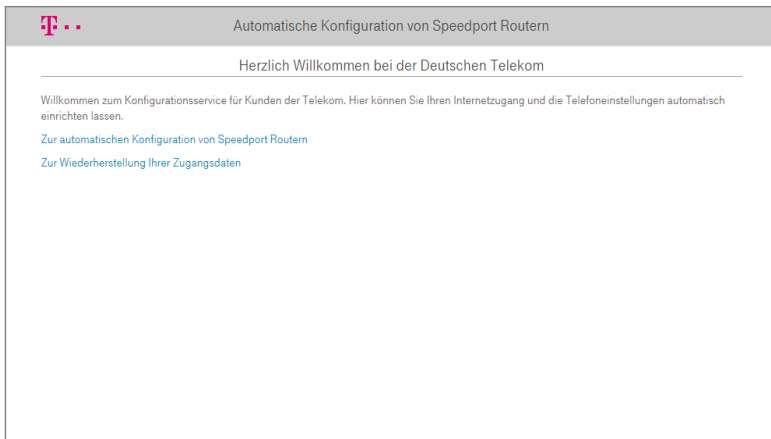 T
Automatische Konfiguration von Speedport Routern
Herzlich Willkommen bei der Deutschen Telekom
Willkommen zum Konfigurationsservice für Kunden der Telekom. Hier können Sie Ihren Internetzugang und die Telefoneinstellungen automatisch
einrichten lassen.
Zur automatischen Konfiguration von Speedport Routern
Zur Wiederherstellung Ihrer Zugangsdaten